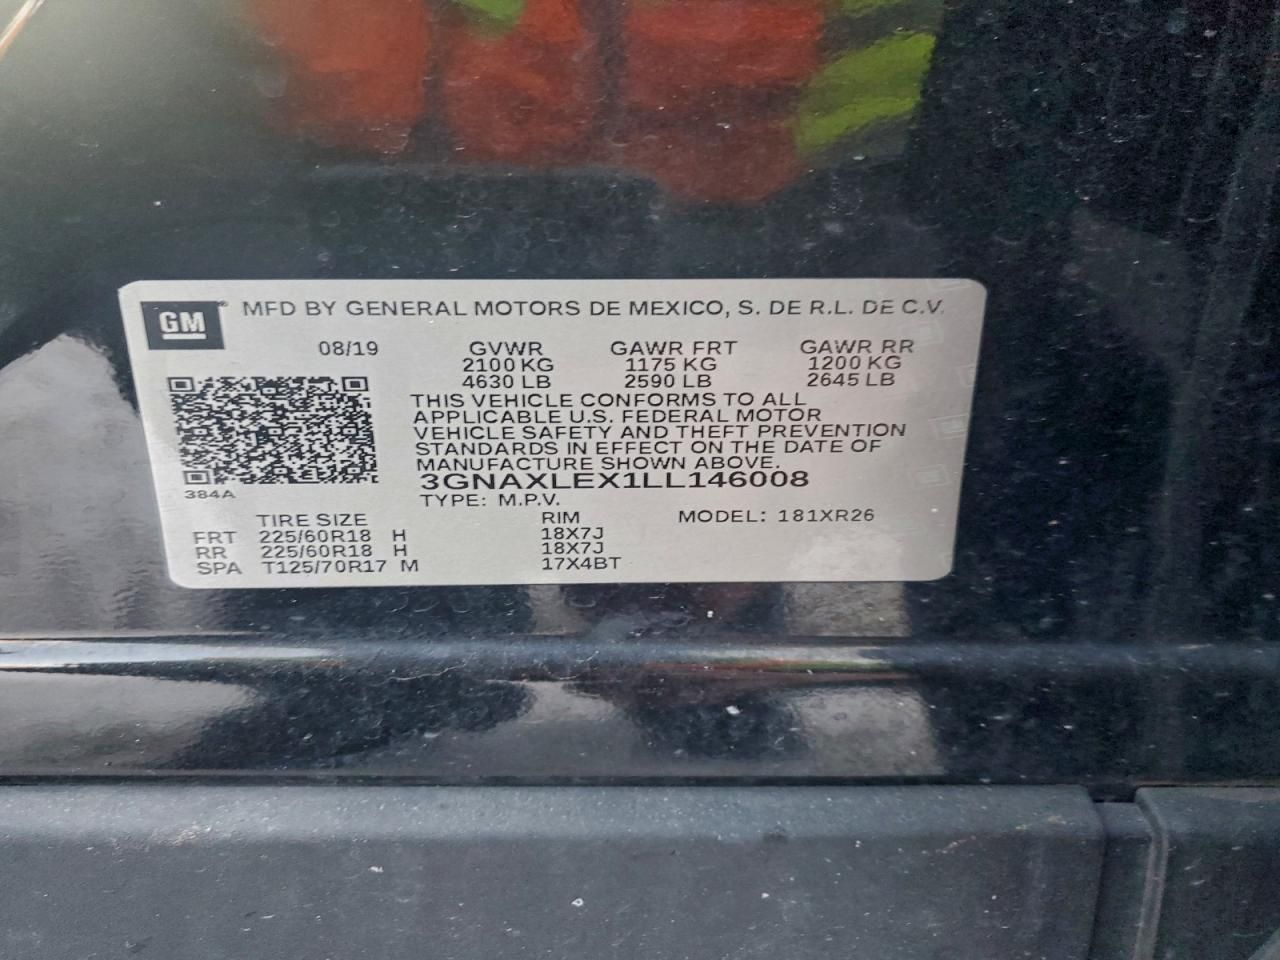 GM MFD BY GENERAL MOTORS DE MEXICO, S. DE R.L. DE C.V.
08/19 GVWR GAWR FRT GAWR RR
2100 KG 1175 KG 1200 KG
4630 LB 2590 LB 2645 LB
THIS VEHICLE CONFORMS TO ALL
APPLICABLE U.S. FEDERAL MOTOR
VEHICLE SAFETY AND THEFT PREVENTION
STANDARDS IN EFFECT ON THE DATE OF
MANUFACTURE SHOWN ABOVE.
3GNAXLEX1LL146008
384A
TYPE: M.P.V.
TIRE SIZE RIM MODEL: 181XR26
FRT 225/60R18 H 18X7J
RR 225/60R18 H 18X7J
SPA T125/70R17 M 17X4BT